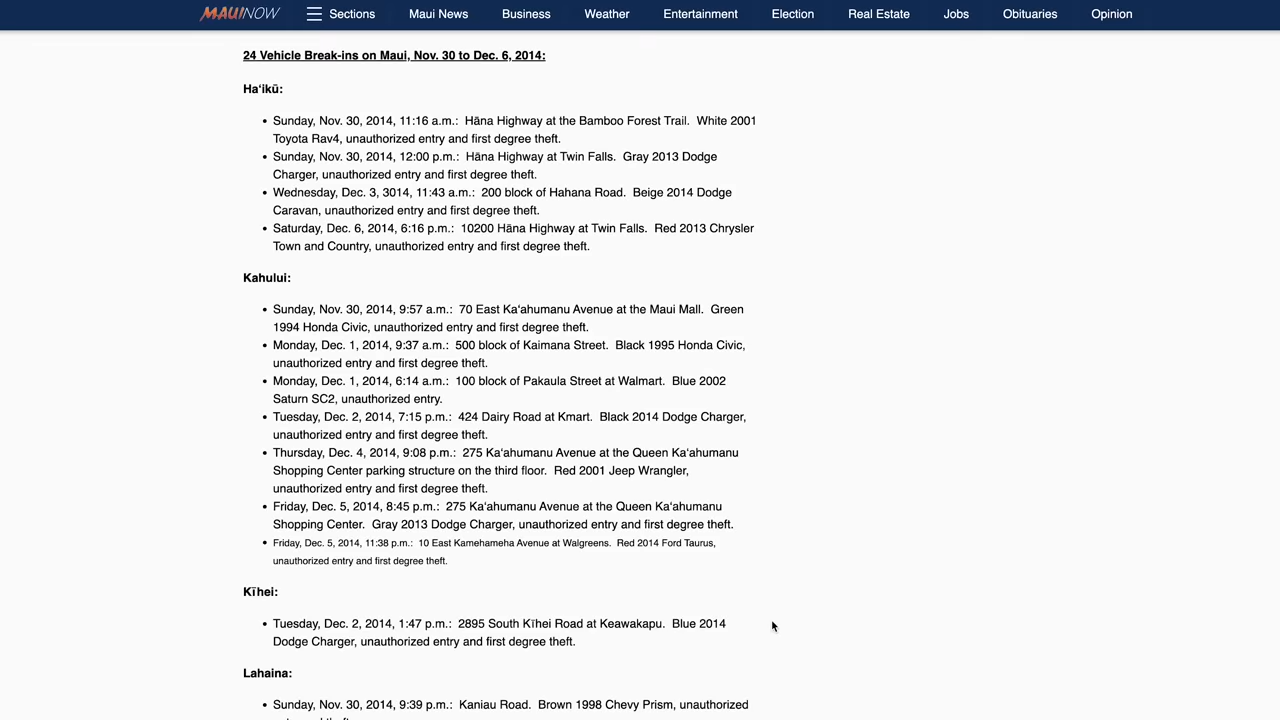 MAUINOW Sections Maui News Business Weather Entertainment Election Real Estate Jobs Obituaries Opinion
24 Vehicle Break-ins on Maui, Nov. 30 to Dec. 6, 2014:
Haʻikū:
• Sunday, Nov. 30, 2014, 11:16 a.m.: Hāna Highway at the Bamboo Forest Trail. White 2001
Toyota Rav4, unauthorized entry and first degree theft.
• Sunday, Nov. 30, 2014, 12:00 p.m.: Hāna Highway at Twin Falls. Gray 2013 Dodge
Charger, unauthorized entry and first degree theft.
• Wednesday, Dec. 3, 3014, 11:43 a.m.: 200 block of Hahana Road. Beige 2014 Dodge
Caravan, unauthorized entry and first degree theft.
• Saturday, Dec. 6, 2014, 6:16 p.m.: 10200 Hāna Highway at Twin Falls. Red 2013 Chrysler
Town and Country, unauthorized entry and first degree theft.
Kahului:
• Sunday, Nov. 30, 2014, 9:57 a.m.: 70 East Kaʻahumanu Avenue at the Maui Mall. Green
1994 Honda Civic, unauthorized entry and first degree theft.
• Monday, Dec. 1, 2014, 9:37 a.m.: 500 block of Kaimana Street. Black 1995 Honda Civic,
unauthorized entry and first degree theft.
• Monday, Dec. 1, 2014, 6:14 a.m.: 100 block of Pakaula Street at Walmart. Blue 2002
Saturn SC2, unauthorized entry.
• Tuesday, Dec. 2, 2014, 7:15 p.m.: 424 Dairy Road at Kmart. Black 2014 Dodge Charger,
unauthorized entry and first degree theft.
• Thursday, Dec. 4, 2014, 9:08 p.m.: 275 Kaʻahumanu Avenue at the Queen Kaʻahumanu
Shopping Center parking structure on the third floor. Red 2001 Jeep Wrangler,
unauthorized entry and first degree theft.
• Friday, Dec. 5, 2014, 8:45 p.m.: 275 Kaʻahumanu Avenue at the Queen Kaʻahumanu
Shopping Center. Gray 2013 Dodge Charger, unauthorized entry and first degree theft.
• Friday, Dec. 5, 2014, 11:38 p.m.: 10 East Kamehameha Avenue at Walgreens. Red 2014 Ford Taurus,
unauthorized entry and first degree theft.
Kīhei:
• Tuesday, Dec. 2, 2014, 1:47 p.m.: 2895 South Kīhei Road at Keawakapu. Blue 2014
Dodge Charger, unauthorized entry and first degree theft.
Lahaina:
• Sunday, Nov. 30, 2014, 9:39 p.m.: Kaniau Road. Brown 1998 Chevy Prism, unauthorized